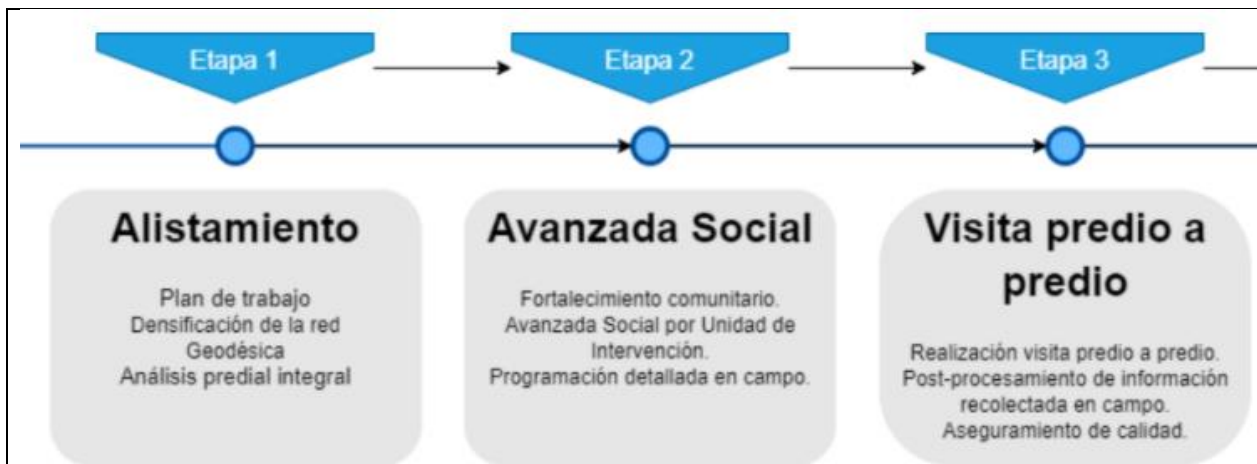 Etapa 1
Etapa 2
Etapa 3
Alistamiento
Plan de trabajo
Densificación de la red
Geodèsica
Análisis predial integral
Avanzada Social
Fortalecimiento comunitario.
Avanzada Social por Unidad de
Intervención.
Programación detallada en campo.
Visita predio a
predio
Realización visita predio a predio.
Post-procesamiento de información
recolectada en campo.
Aseguramiento de calidad.